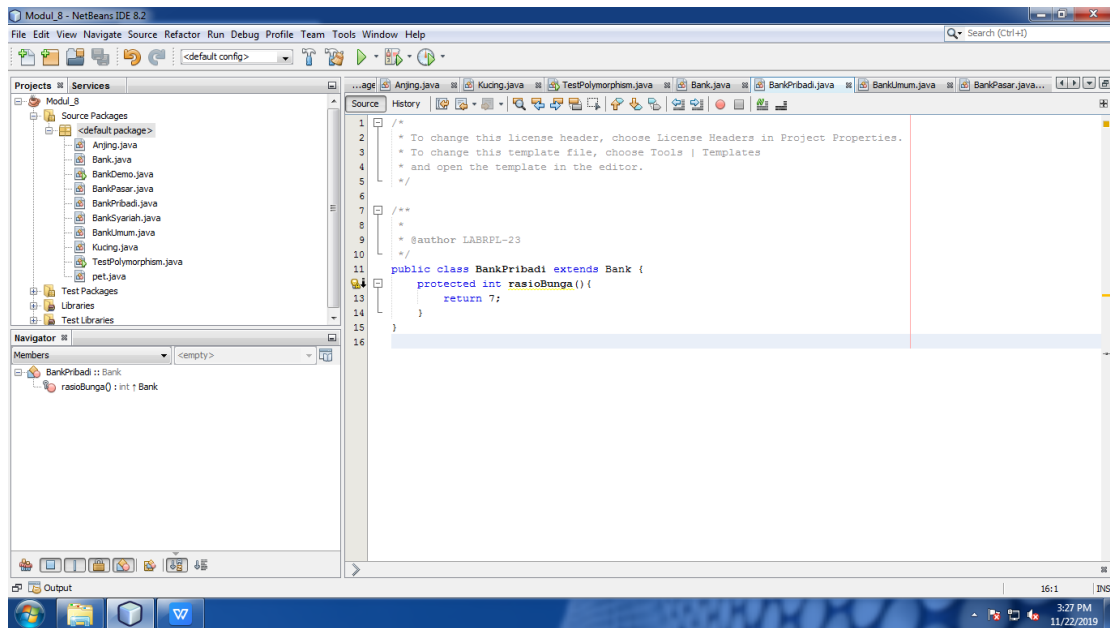 Modul_8 - NetBeans IDE 8.2
File Edit View Navigate Source Refactor Run Debug Profile Team Tools Window Help
Search (Ctrl+I)
<default config>
Projects Services
Modul_8
Source Packages
<default package>
Anjing.java
Bank.java
BankDemo.java
BankPasar.java
BankPribadi.java
BankSyariah.java
BankUmum.java
Kucing.java
TestPolymorphism.java
pet.java
Test Packages
Libraries
Test Libraries
Navigator
Members <empty>
BankPribadi :: Bank
rasioBunga() : int ↑ Bank
...age Anjing.java Kucing.java TestPolymorphism.java Bank.java BankPribadi.java BankUmum.java BankPasar.java...
Source History
1 /*
2 * To change this license header, choose License Headers in Project Properties.
3 * To change this template file, choose Tools | Templates
4 * and open the template in the editor.
5 */
6
7 /**
8 *
9 * @author LABRPL-23
10 */
11 public class BankPribadi extends Bank {
protected int rasioBunga(){
13 return 7;
14 }
15 }
16
Output
16:1 INS
3:27 PM
11/22/2019